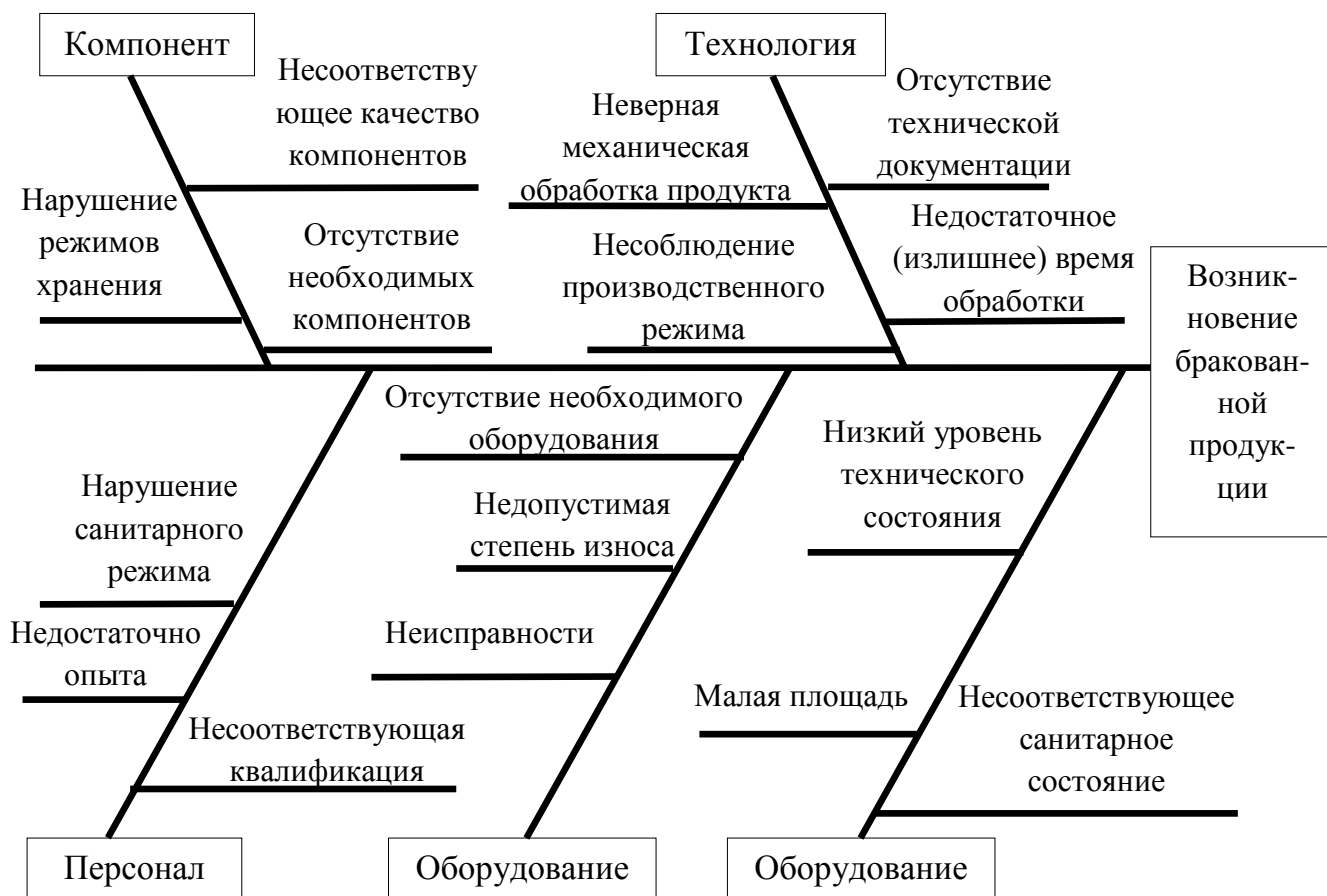 Компонент
Несоответству
ющее качество
компонентов
Нарушение
режимов
хранения
Отсутствие
необходимых
компонентов
Технология
Неверная
механическая
обработка продукта
Отсутствие
технической
документации
Несоблюдение
производственного
режима
Недостаточное
(излишнее) время
обработки
Возник-
новение
бракован-
ной
продук-
ции
Нарушение
санитарного
режима
Недостаточно
опыта
Несоответствующая
квалификация
Персонал
Отсутствие необходимого
оборудования
Недопустимая
степень износа
Неисправности
Оборудование
Низкий уровень
технического
состояния
Малая площадь
Несоответствующее
санитарное
состояние
Оборудование